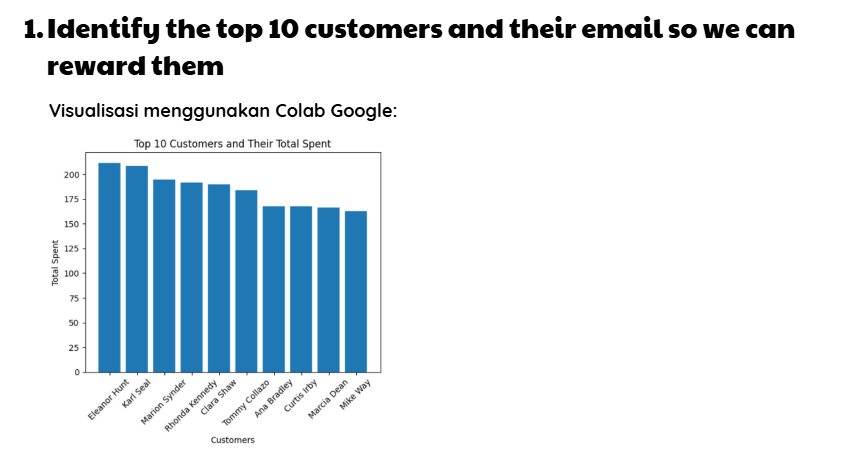 1. Identify the top 10 customers and their email so we can
reward them
Visualisasi menggunakan Colab Google:
Top 10 Customers and Their Total Spent
200
175
150
125
100
75
50
25
0
Total Spent
Eleanor Hunt
Karl Seal
Marion Synder
Rhonda Kennedy
Clara Shaw
Tommy Collazo
Ana Bradley
Curtis Irby
Marcia Dean
Mike Way
Customers